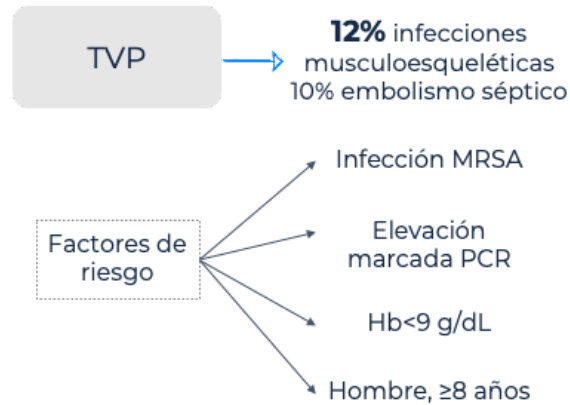 TVP
12% infecciones
musculoesqueléticas
10% embolismo séptico
Infección MRSA
Factores de
riesgo
Elevación
marcada PCR
Hb<9 g/dL
Hombre, ≥8 años